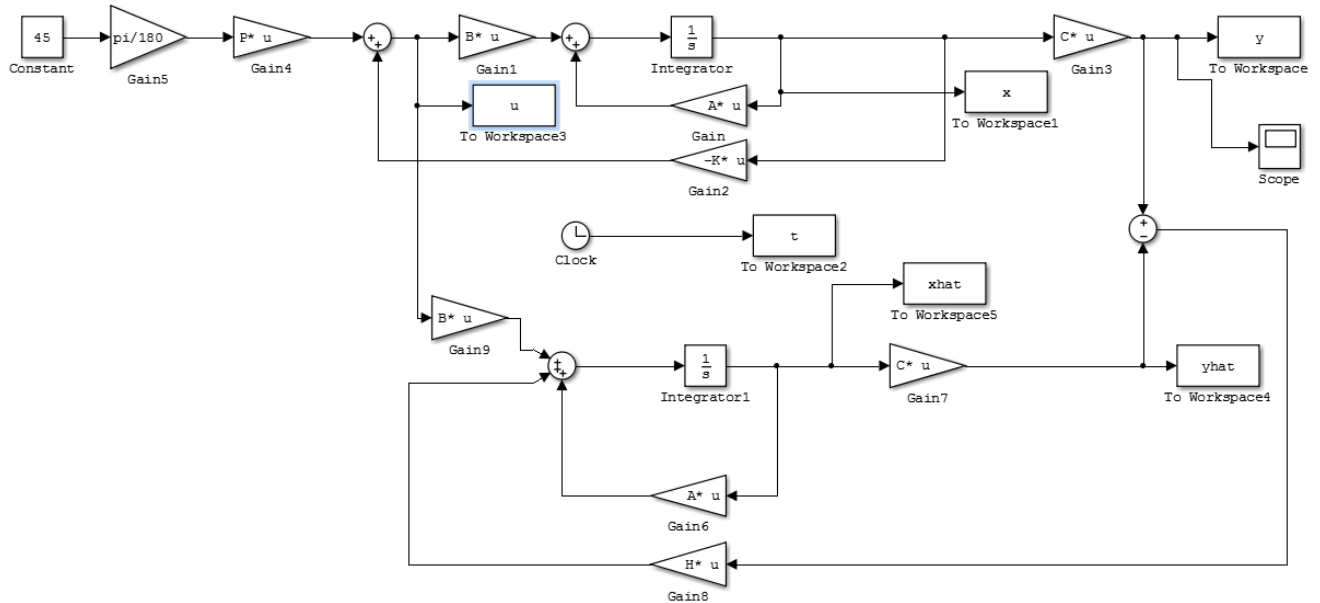 45
Constant
pi/180
Gain5
P* u
Gain4
+
+
B* u
Gain1
+
+
1
s
Integrator
C* u
Gain3
y
To Workspace
u
To Workspace3
A* u
Gain
x
To Workspace1
-K* u
Gain2
Scope
Clock
t
To Workspace2
+
−
xhat
To Workspace5
B* u
Gain9
+
+
+
1
s
Integrator1
C* u
Gain7
yhat
To Workspace4
A* u
Gain6
H* u
Gain8